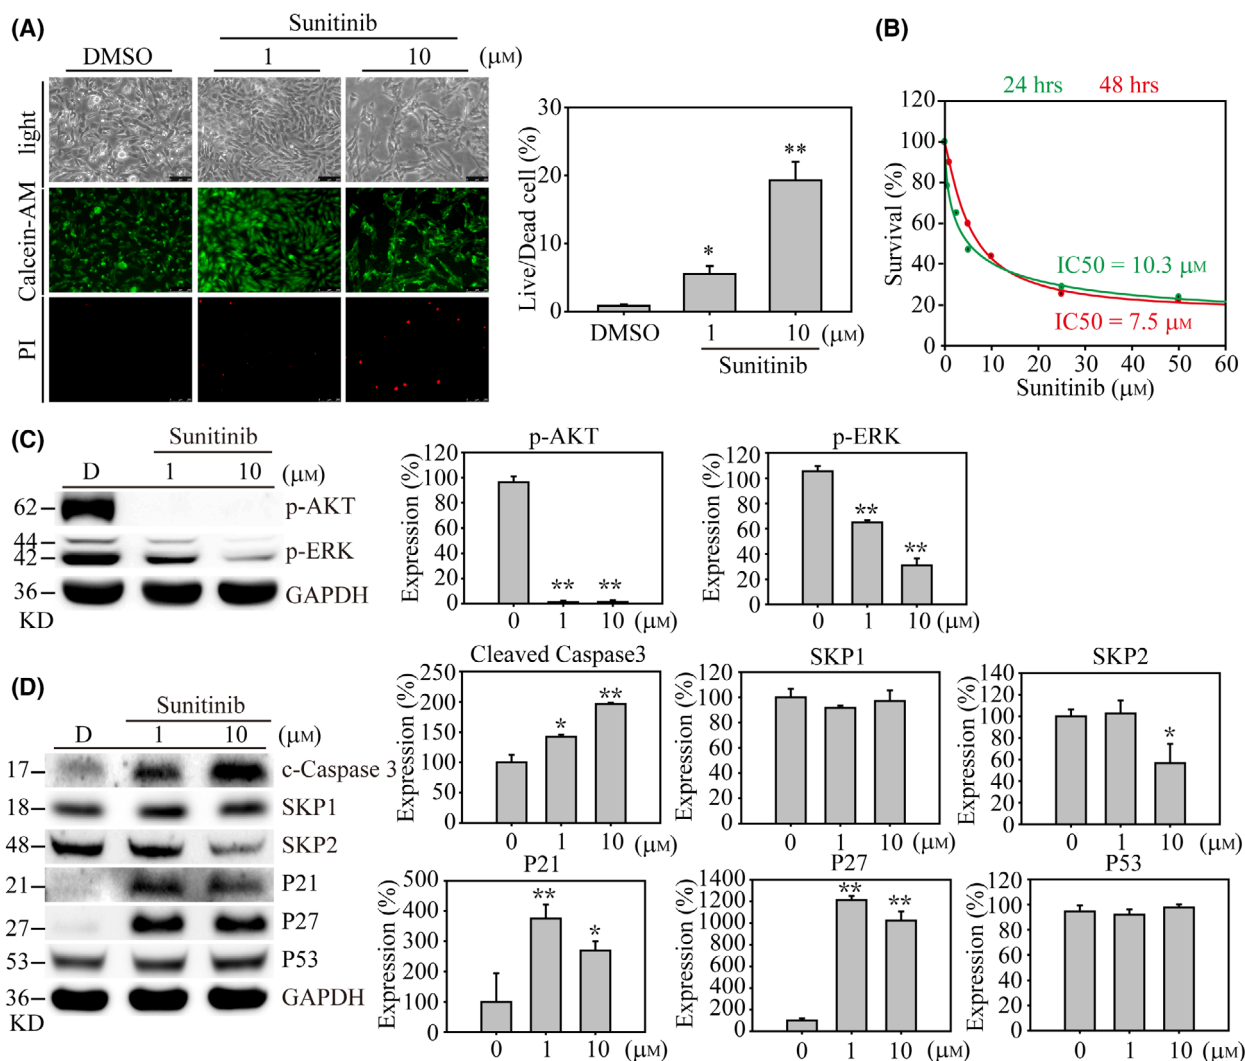 (A)
Sunitinib
DMSO 1 10 (μM)
light
Calcein-AM
PI
Live/Dead cell (%)
30
20
10
0
* **
DMSO 1 10 (μM)
Sunitinib
(B)
24 hrs 48 hrs
Survival (%)
120
100
80
60
40
20
0
IC50 = 10.3 μM
IC50 = 7.5 μM
0 10 20 30 40 50 60
Sunitinib (μM)
(C)
Sunitinib
D 1 10 (μM)
62 p-AKT
44
42 p-ERK
36 GAPDH
KD
p-AKT
Expression (%)
120
100
80
60
40
20
0
** **
0 1 10 (μM)
p-ERK
Expression (%)
120
100
80
60
40
20
0
** **
0 1 10 (μM)
(D)
Sunitinib
D 1 10 (μM)
17 c-Caspase 3
18 SKP1
48 SKP2
21 P21
27 P27
53 P53
36 GAPDH
KD
Cleaved Caspase3
Expression (%)
250
200
150
100
50
0
* **
0 1 10 (μM)
SKP1
Expression (%)
120
100
80
60
40
20
0
0 1 10 (μM)
SKP2
Expression (%)
140
120
100
80
60
40
20
0
*
0 1 10 (μM)
P21
Expression (%)
500
400
300
200
100
0
** *
0 1 10 (μM)
P27
Expression (%)
1400
1200
1000
800
600
400
200
0
** **
0 1 10 (μM)
P53
Expression (%)
120
100
80
60
40
20
0
0 1 10 (μM)